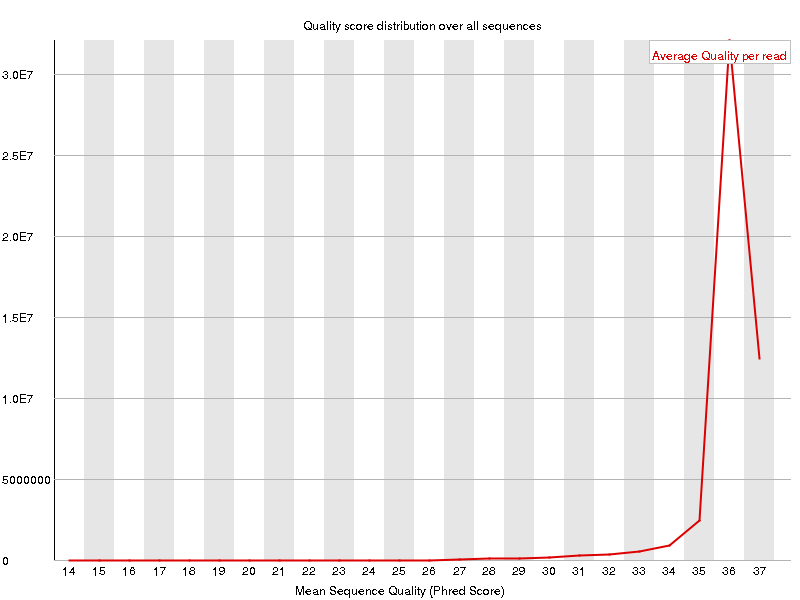 Quality score distribution over all sequences
Average Quality per read
3.0E7
2.5E7
2.0E7
1.5E7
1.0E7
5000000
0
14 15 16 17 18 19 20 21 22 23 24 25 26 27 28 29 30 31 32 33 34 35 36 37
Mean Sequence Quality (Phred Score)